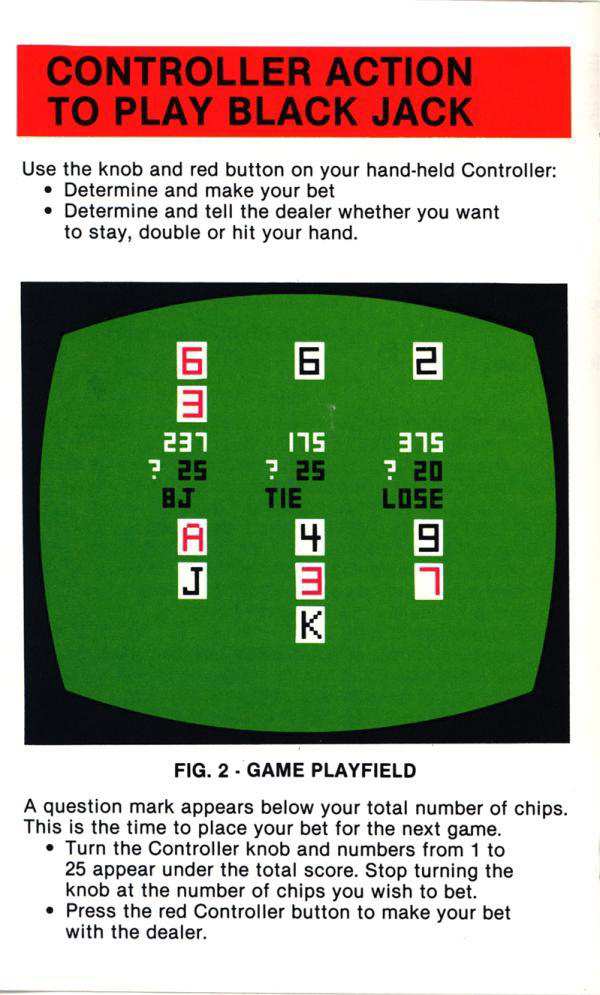 CONTROLLER ACTION
TO PLAY BLACK JACK
Use the knob and red button on your hand-held Controller:
• Determine and make your bet
• Determine and tell the dealer whether you want
to stay, double or hit your hand.
6 6 2
3
237 175 375
? 25 ? 25 ? 20
BJ TIE LOSE
A 4 9
J 3 7
K
FIG. 2 - GAME PLAYFIELD
A question mark appears below your total number of chips.
This is the time to place your bet for the next game.
• Turn the Controller knob and numbers from 1 to
25 appear under the total score. Stop turning the
knob at the number of chips you wish to bet.
• Press the red Controller button to make your bet
with the dealer.